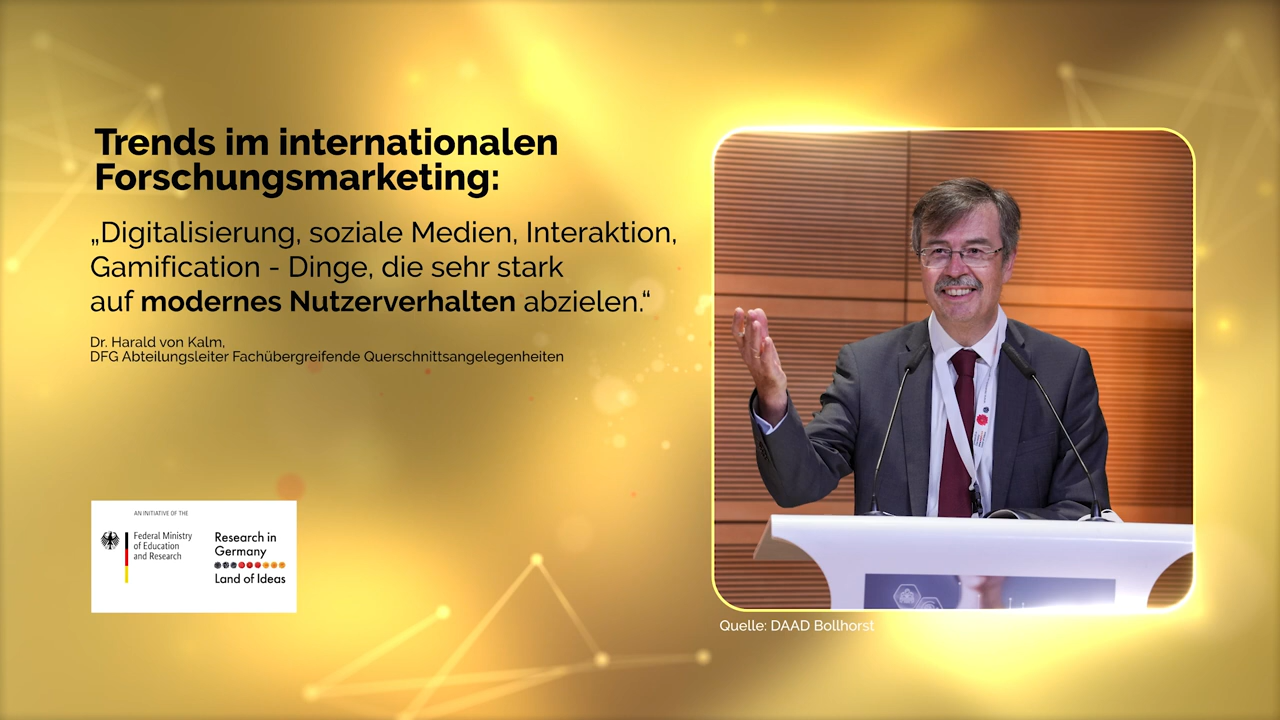 Trends im internationalen
Forschungsmarketing:
„Digitalisierung, soziale Medien, Interaktion,
Gamification - Dinge, die sehr stark
auf modernes Nutzerverhalten abzielen.“
Dr. Harald von Kalm,
DFG Abteilungsleiter Fachübergreifende Querschnittsangelegenheiten
AN INITIATIVE OF THE
Federal Ministry
of Education
and Research
Research in
Germany
Land of Ideas
Quelle: DAAD Bollhorst